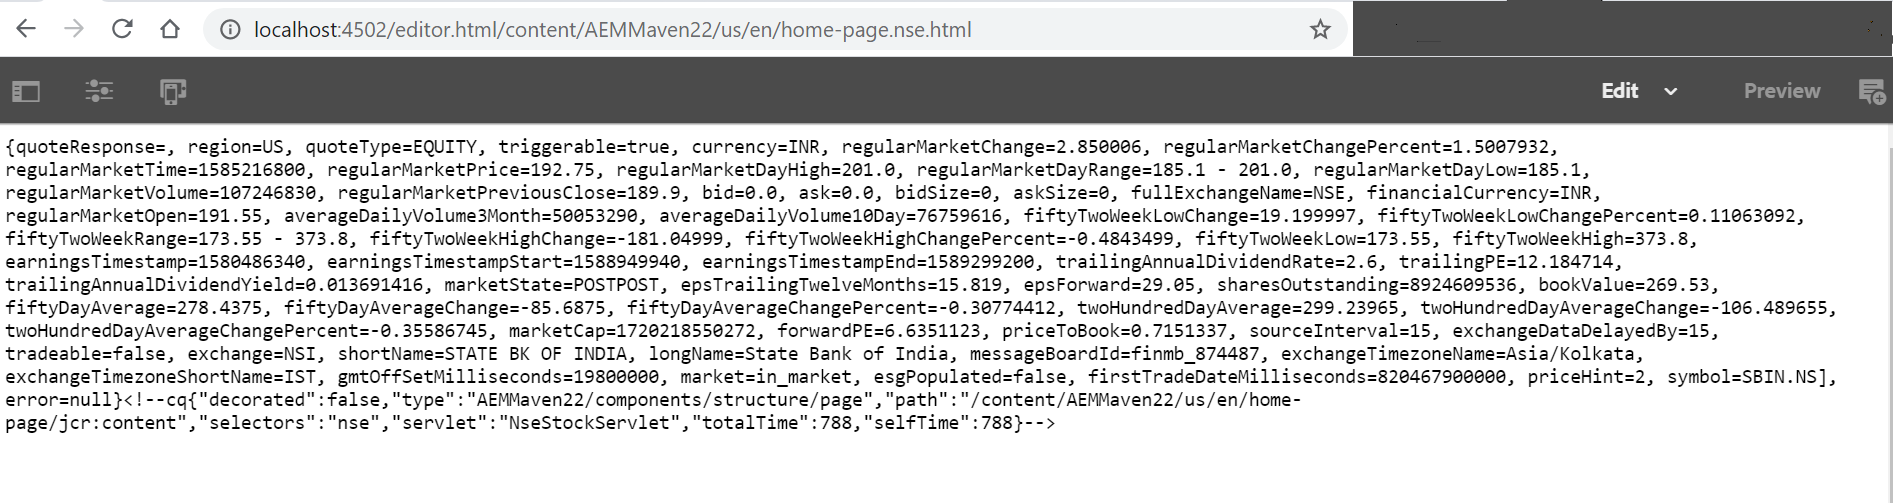 localhost:4502/editor.html/content/AEMMaven22/us/en/home-page.nse.html
Edit
Preview
{quoteResponse=, region=US, quoteType=EQUITY, triggerable=true, currency=INR, regularMarketChange=2.850006, regularMarketChangePercent=1.5007932,
regularMarketTime=1585216800, regularMarketPrice=192.75, regularMarketDayHigh=201.0, regularMarketDayRange=185.1 - 201.0, regularMarketDayLow=185.1,
regularMarketVolume=107246830, regularMarketPreviousClose=189.9, bid=0.0, ask=0.0, bidSize=0, askSize=0, fullExchangeName=NSE, financialCurrency=INR,
regularMarketOpen=191.55, averageDailyVolume3Month=50053290, averageDailyVolume10Day=76759616, fiftyTwoWeekLowChange=19.199997, fiftyTwoWeekLowChangePercent=0.11063092,
fiftyTwoWeekRange=173.55 - 373.8, fiftyTwoWeekHighChange=-181.04999, fiftyTwoWeekHighChangePercent=-0.4843499, fiftyTwoWeekLow=173.55, fiftyTwoWeekHigh=373.8,
earningsTimestamp=1580486340, earningsTimestampStart=1588949940, earningsTimestampEnd=1589299200, trailingAnnualDividendRate=2.6, trailingPE=12.184714,
trailingAnnualDividendYield=0.013691416, marketState=POSTPOST, epsTrailingTwelveMonths=15.819, epsForward=29.05, sharesOutstanding=8924609536, bookValue=269.53,
fiftyDayAverage=278.4375, fiftyDayAverageChange=-85.6875, fiftyDayAverageChangePercent=-0.30774412, twoHundredDayAverage=299.23965, twoHundredDayAverageChange=-106.489655,
twoHundredDayAverageChangePercent=-0.35586745, marketCap=1720218550272, forwardPE=6.6351123, priceToBook=0.7151337, sourceInterval=15, exchangeDataDelayedBy=15,
tradeable=false, exchange=NSI, shortName=STATE BK OF INDIA, longName=State Bank of India, messageBoardId=finmb_874487, exchangeTimezoneName=Asia/Kolkata,
exchangeTimezoneShortName=IST, gmtOffSetMilliseconds=19800000, market=in_market, esgPopulated=false, firstTradeDateMilliseconds=820467900000, priceHint=2, symbol=SBIN.NS],
error=null}<!--cq{"decorated":false,"type":"AEMMaven22/components/structure/page","path":"/content/AEMMaven22/us/en/home-
page/jcr:content","selectors":"nse","servlet":"NseStockServlet","totalTime":788,"selfTime":788}-->